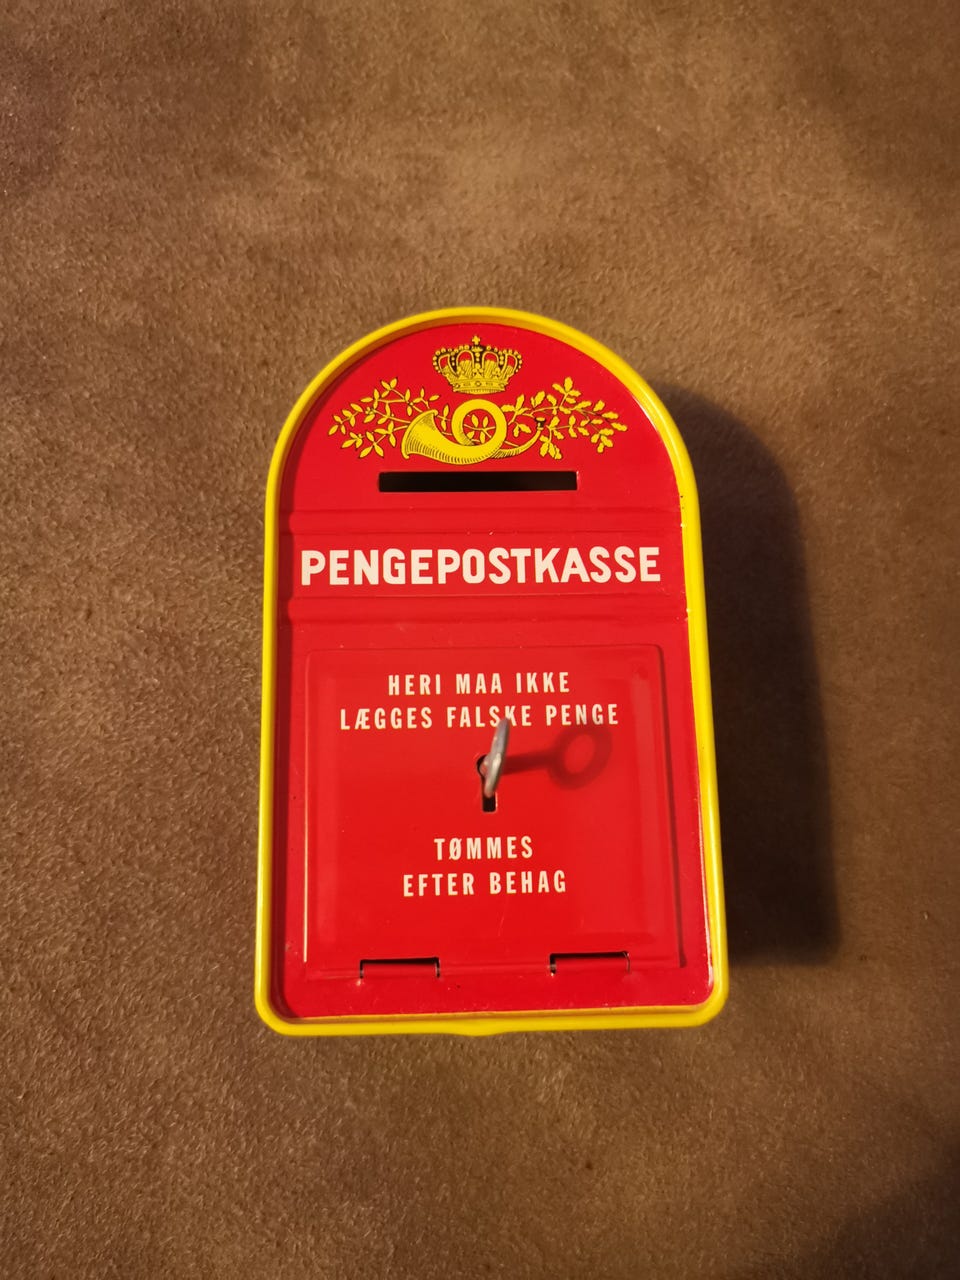 PENGEPOSTKASSE
HERI MAA IKKE
LÆGGES FALSKE PENGE
TØMMES
EFTER BEHAG